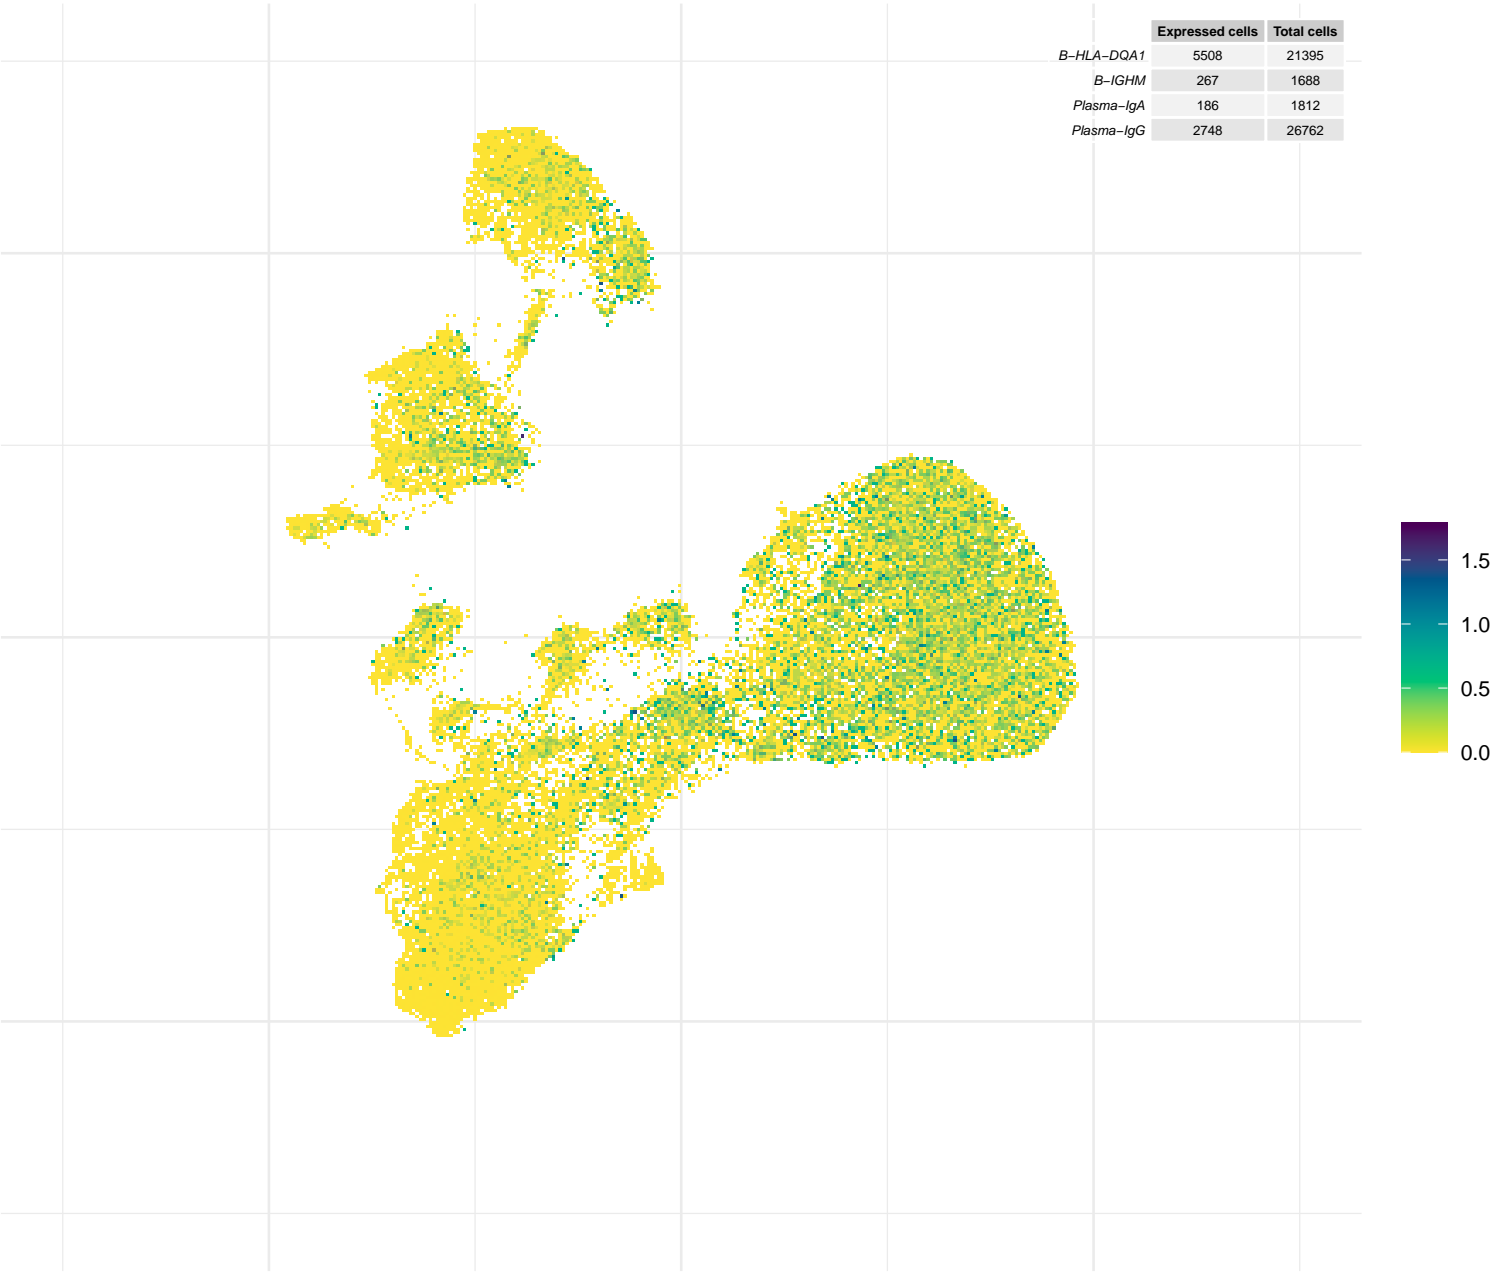 Expressed cells Total cells
B−HLA−DQA1 5508 21395
B−IGHM 267 1688
Plasma−IgA 186 1812
Plasma−IgG 2748 26762
1.5
1.0
0.5
0.0